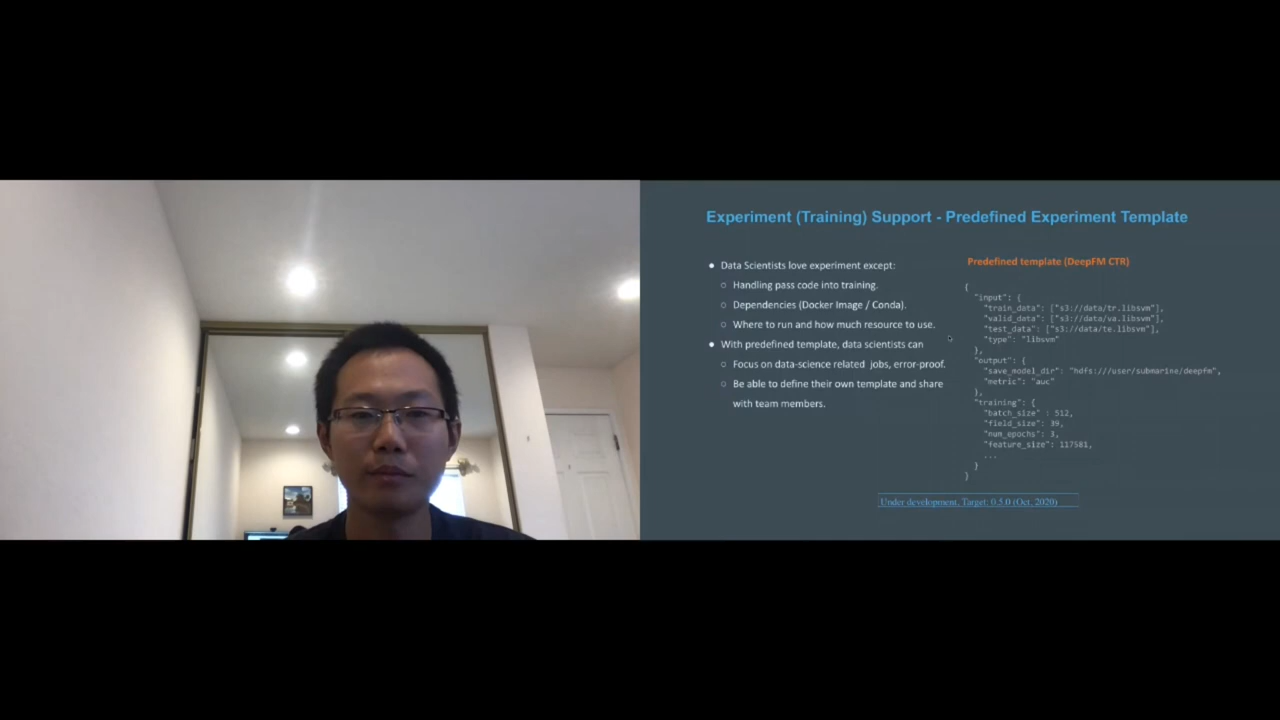 Experiment (Training) Support - Predefined Experiment Template
● Data Scientists love experiment except:
○ Handling pass code into training.
○ Dependencies (Docker Image / Conda).
○ Where to run and how much resource to use.
● With predefined template, data scientists can
○ Focus on data-science related jobs, error-proof.
○ Be able to define their own template and share
with team members.
Predefined template (DeepFM CTR)
{
"input": {
"train_data": ["s3://data/tr.libsvm"],
"valid_data": ["s3://data/va.libsvm"],
"test_data": ["s3://data/te.libsvm"],
"type": "libsvm"
},
"output": {
"save_model_dir": "hdfs:///user/submarine/deepfm",
"metric": "auc"
},
"training": {
"batch_size" : 512,
"field_size": 39,
"num_epochs": 3,
"feature_size": 117581,
...
}
}
Under development, Target: 0.5.0 (Oct, 2020)